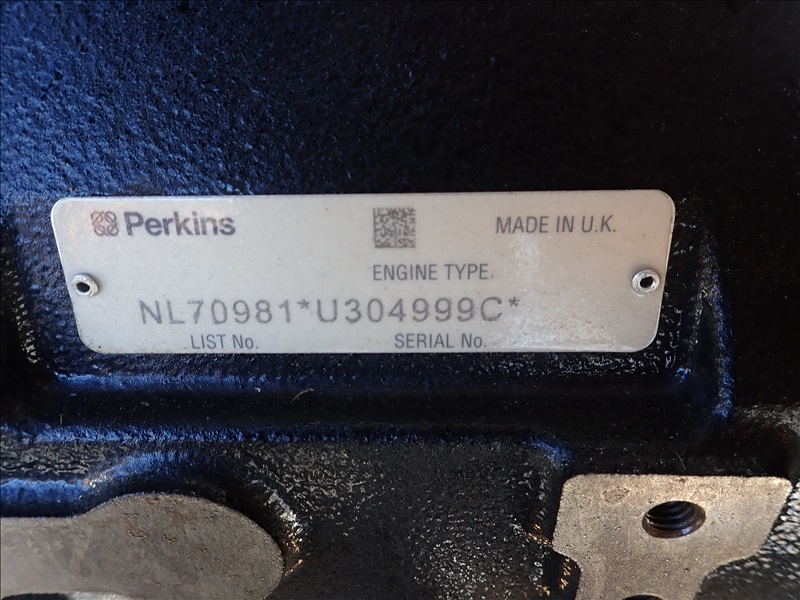 Perkins
MADE IN U.K.
ENGINE TYPE.
NL70981*U304999C*
LIST No.
SERIAL No.